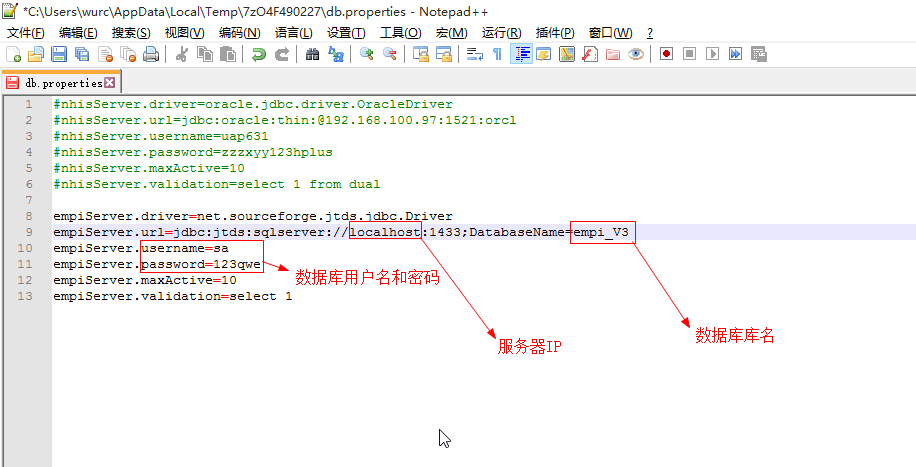 *C:\Users\wurc\AppData\Local\Temp\7zO4F490227\db.properties - Notepad++
文件(F) 编辑(E) 搜索(S) 视图(V) 编码(N) 语言(L) 设置(T) 工具(O) 宏(M) 运行(R) 插件(P) 窗口(W) ?
db.properties
1 #nhisServer.driver=oracle.jdbc.driver.OracleDriver
2 #nhisServer.url=jdbc:oracle:thin:@192.168.100.97:1521:orcl
3 #nhisServer.username=uap631
4 #nhisServer.password=zzzxyy123hplus
5 #nhisServer.maxActive=10
6 #nhisServer.validation=select 1 from dual
7
8 empiServer.driver=net.sourceforge.jtds.jdbc.Driver
9 empiServer.url=jdbc:jtds:sqlserver://localhost:1433;DatabaseName=empi_V3
10 empiServer.username=sa
11 empiServer.password=123qwe
12 empiServer.maxActive=10
13 empiServer.validation=select 1
数据库用户名和密码
服务器IP
数据库库名